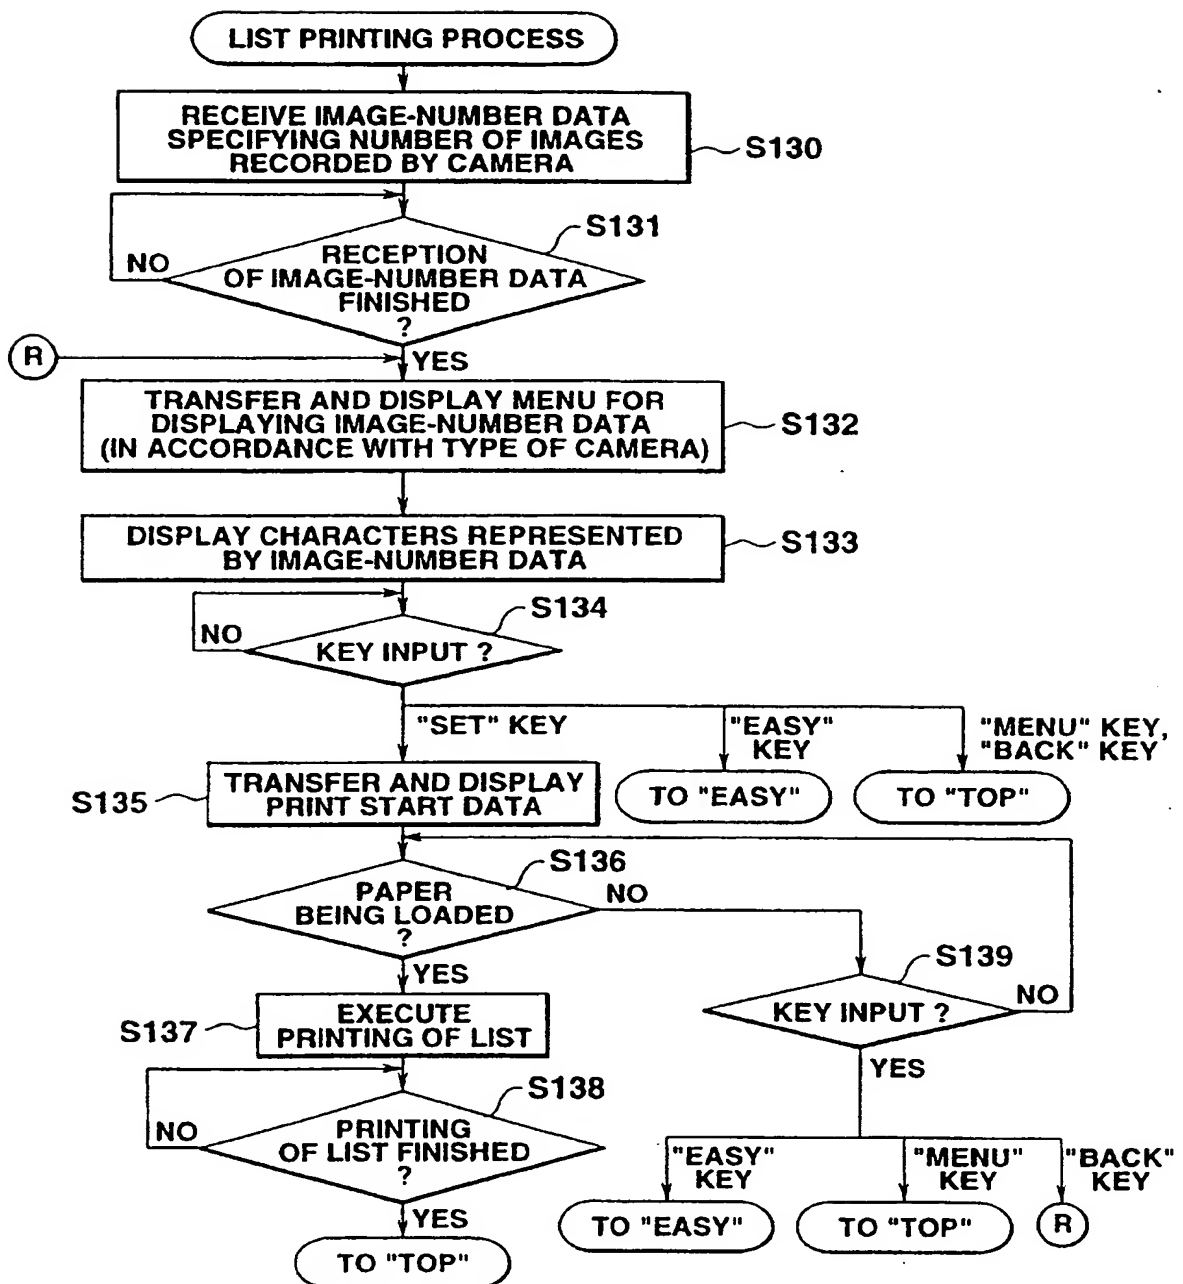 LIST PRINTING PROCESS
RECEIVE IMAGE-NUMBER DATA
SPECIFYING NUMBER OF IMAGES
RECORDED BY CAMERA
S130
S131
RECEPTION
OF IMAGE-NUMBER DATA
FINISHED
?
NO
R
YES
TRANSFER AND DISPLAY MENU FOR
DISPLAYING IMAGE-NUMBER DATA
(IN ACCORDANCE WITH TYPE OF CAMERA)
S132
DISPLAY CHARACTERS REPRESENTED
BY IMAGE-NUMBER DATA
S133
S134
NO
KEY INPUT ?
"SET" KEY
"EASY"
KEY
"MENU" KEY,
"BACK" KEY
S135
TRANSFER AND DISPLAY
PRINT START DATA
TO "EASY"
TO "TOP"
S136
PAPER
BEING LOADED
?
NO
YES
S139
KEY INPUT ?
NO
YES
S137
EXECUTE
PRINTING OF LIST
S138
NO
PRINTING
OF LIST FINISHED
?
YES
TO "TOP"
"EASY"
KEY
"MENU"
KEY
"BACK"
KEY
TO "EASY"
TO "TOP"
R